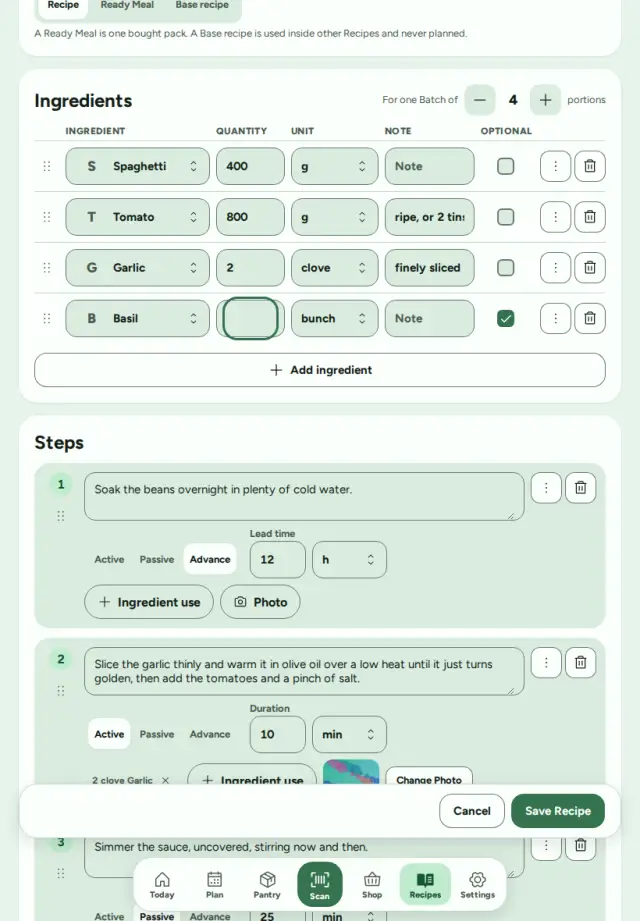 Recipe Ready Meal Base recipe
A Ready Meal is one bought pack. A Base recipe is used inside other Recipes and never planned.
Ingredients For one Batch of 4 portions
INGREDIENT QUANTITY UNIT NOTE OPTIONAL
S Spaghetti 400 g Note
T Tomato 800 g ripe, or 2 tins
G Garlic 2 clove finely sliced
B Basil bunch Note
Add ingredient
Steps
1 Soak the beans overnight in plenty of cold water.
Lead time
Active Passive Advance 12 h
Ingredient use Photo
2 Slice the garlic thinly and warm it in olive oil over a low heat until it just turns
golden, then add the tomatoes and a pinch of salt.
Duration
Active Passive Advance 10 min
2 clove Garlic Ingredient use Change Photo
Cancel Save Recipe
3 Simmer the sauce, uncovered, stirring now and then.
Today Plan Pantry Scan Shop Recipes Settings
Active Passive Advance 25 min